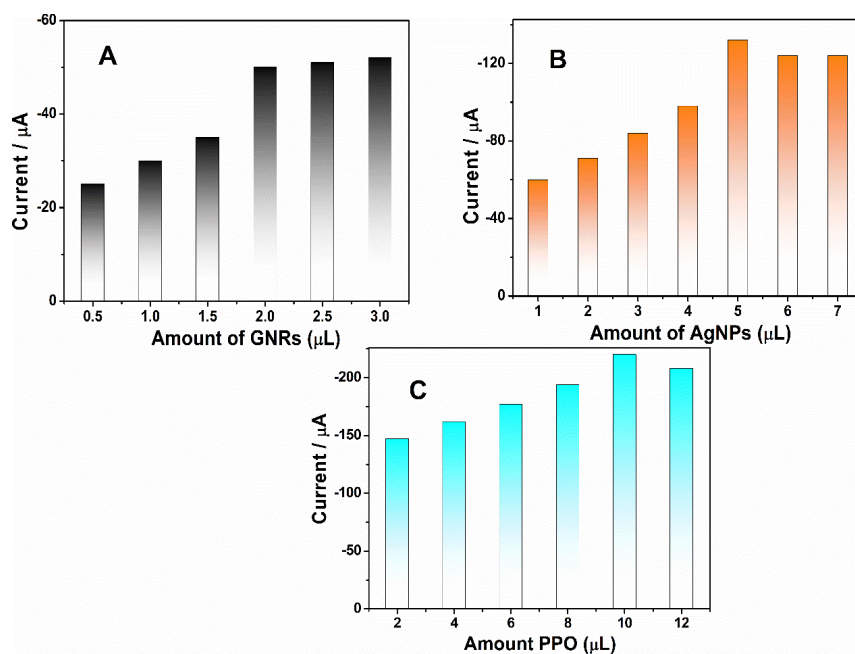 A
Current / μA
-60
-40
-20
0
0.5 1.0 1.5 2.0 2.5 3.0
Amount of GNRs (μL)
B
Current / μA
-120
-80
-40
0
1 2 3 4 5 6 7
Amount of AgNPs (μL)
C
Current / μA
-200
-150
-100
-50
0
2 4 6 8 10 12
Amount PPO (μL)